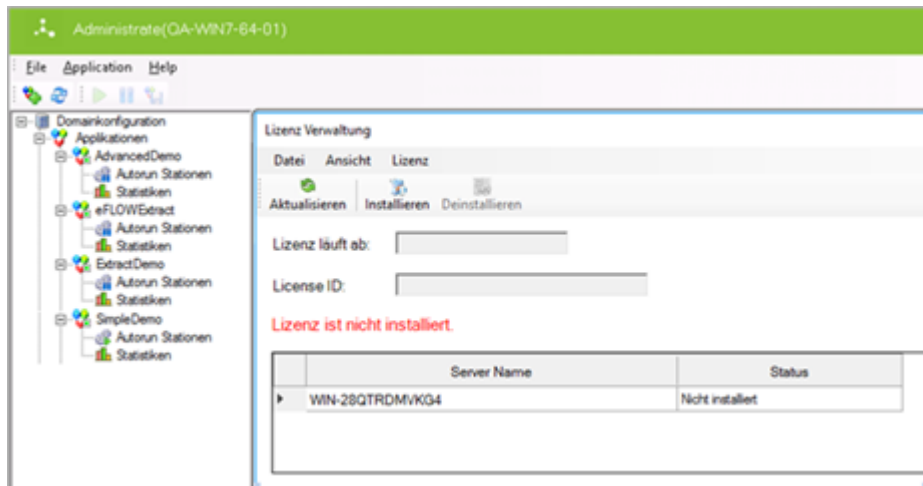 Administrate(QA-WIN7-64-01)
File Application Help
Domainkonfiguration
Applikationen
AdvancedDemo
Autorun Stationen
Statistiken
eFLOWExtract
Autorun Stationen
Statistiken
ExtractDemo
Autorun Stationen
Statistiken
SimpleDemo
Autorun Stationen
Statistiken
Lizenz Verwaltung
Datei Ansicht Lizenz
Aktualisieren Installieren Deinstallieren
Lizenz läuft ab:
License ID:
Lizenz ist nicht installiert.
Server Name Status
WIN-28QTRDMVKG4 Nicht installiert